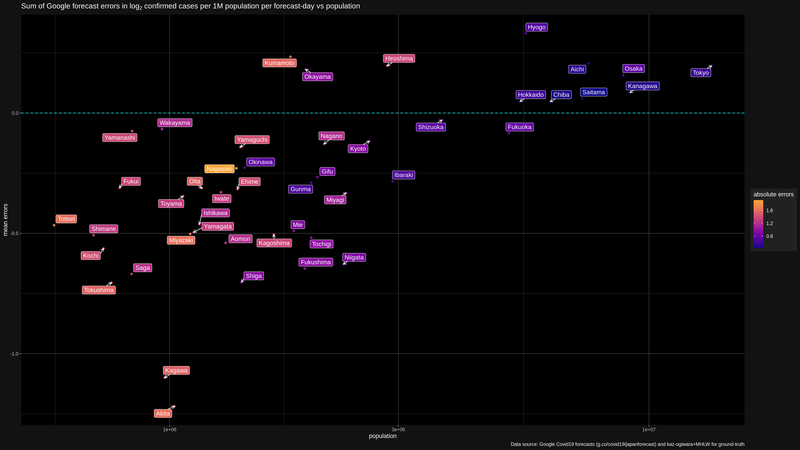 Sum of Google forecast errors in log2 confirmed cases per 1M population per forecast-day vs population
Hyogo
Hiroshima
Kumamoto
Okayama
Aichi
Osaka
Tokyo
Kanagawa
Saitama
Hokkaido
Chiba
0.0
Wakayama
Shizuoka
Fukuoka
Yamanashi
Yamaguchi
Nagano
Kyoto
Okinawa
Nagasaki
Gifu
Ibaraki
Fukui
Oita
Ehime
Gunma
absolute errors
1.6
1.2
0.8
Toyama
Iwate
Miyagi
Ishikawa
Tottori
Shimane
Yamagata
Mie
-0.5
mean errors
Miyazaki
Aomori
Kagoshima
Tochigi
Kochi
Niigata
Fukushima
Saga
Shiga
Tokushima
-1.0
Kagawa
Akita
1e+06
3e+06
1e+07
population
Data source: Google Covid19 forecasts (g.co/covid19/japanforecast) and kaz-ogiwara+MHLW for ground-truth